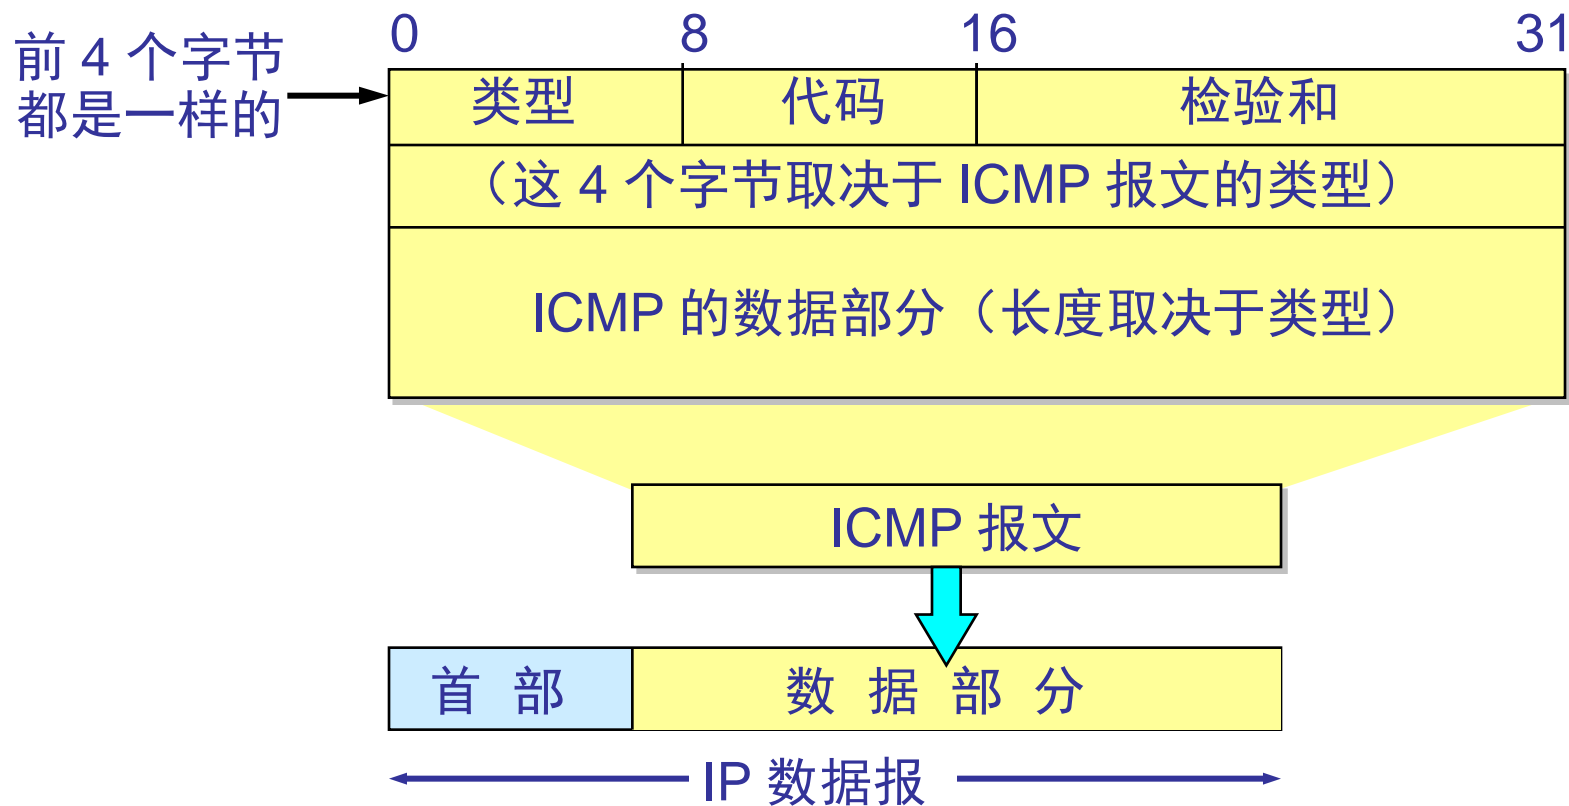 0 8 16 31
前 4 个字节
都是一样的
类型 代码 检验和
（这 4 个字节取决于 ICMP 报文的类型）
ICMP 的数据部分（长度取决于类型）
ICMP 报文
首 部 数 据 部 分
IP 数据报